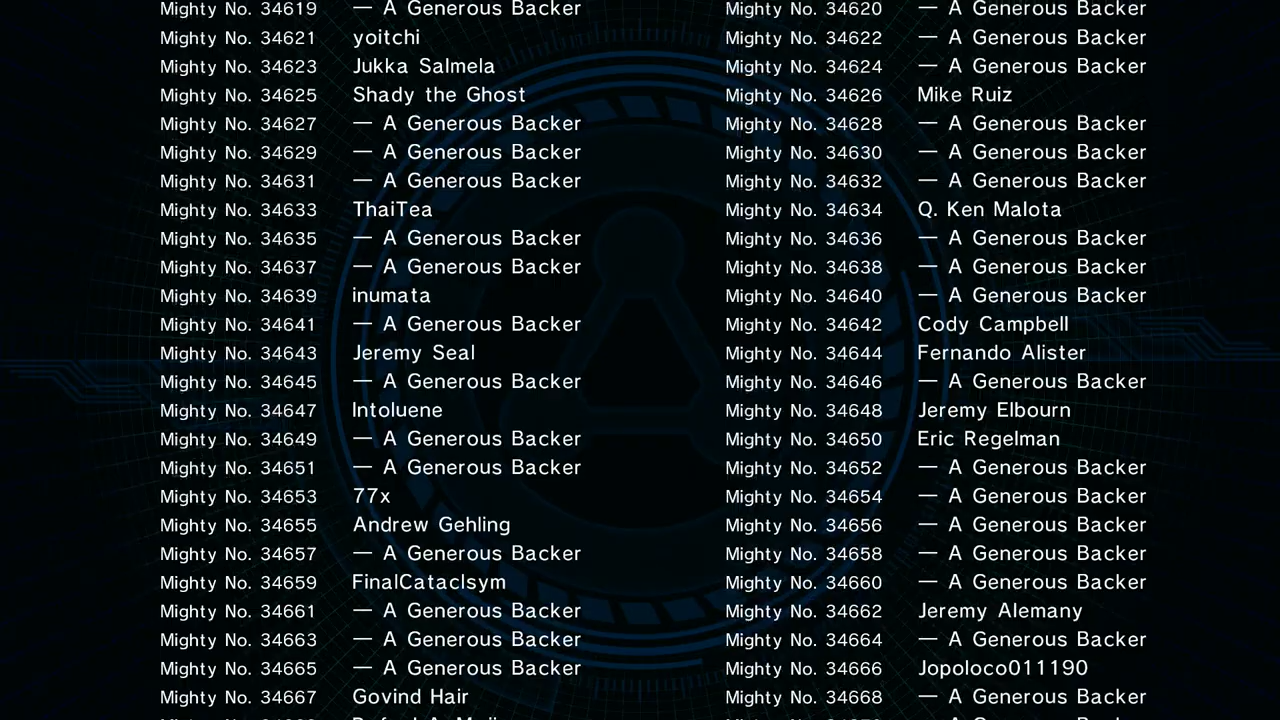 Mighty No. 34619 — A Generous Backer Mighty No. 34620 — A Generous Backer
Mighty No. 34621 yoitchi Mighty No. 34622 — A Generous Backer
Mighty No. 34623 Jukka Salmela Mighty No. 34624 — A Generous Backer
Mighty No. 34625 Shady the Ghost Mighty No. 34626 Mike Ruiz
Mighty No. 34627 — A Generous Backer Mighty No. 34628 — A Generous Backer
Mighty No. 34629 — A Generous Backer Mighty No. 34630 — A Generous Backer
Mighty No. 34631 — A Generous Backer Mighty No. 34632 — A Generous Backer
Mighty No. 34633 ThaiTea Mighty No. 34634 Q. Ken Malota
Mighty No. 34635 — A Generous Backer Mighty No. 34636 — A Generous Backer
Mighty No. 34637 — A Generous Backer Mighty No. 34638 — A Generous Backer
Mighty No. 34639 inumata Mighty No. 34640 — A Generous Backer
Mighty No. 34641 — A Generous Backer Mighty No. 34642 Cody Campbell
Mighty No. 34643 Jeremy Seal Mighty No. 34644 Fernando Alister
Mighty No. 34645 — A Generous Backer Mighty No. 34646 — A Generous Backer
Mighty No. 34647 Intoluene Mighty No. 34648 Jeremy Elbourn
Mighty No. 34649 — A Generous Backer Mighty No. 34650 Eric Regelman
Mighty No. 34651 — A Generous Backer Mighty No. 34652 — A Generous Backer
Mighty No. 34653 77x Mighty No. 34654 — A Generous Backer
Mighty No. 34655 Andrew Gehling Mighty No. 34656 — A Generous Backer
Mighty No. 34657 — A Generous Backer Mighty No. 34658 — A Generous Backer
Mighty No. 34659 FinalCataclsym Mighty No. 34660 — A Generous Backer
Mighty No. 34661 — A Generous Backer Mighty No. 34662 Jeremy Alemany
Mighty No. 34663 — A Generous Backer Mighty No. 34664 — A Generous Backer
Mighty No. 34665 — A Generous Backer Mighty No. 34666 Jopoloco011190
Mighty No. 34667 Govind Hair Mighty No. 34668 — A Generous Backer